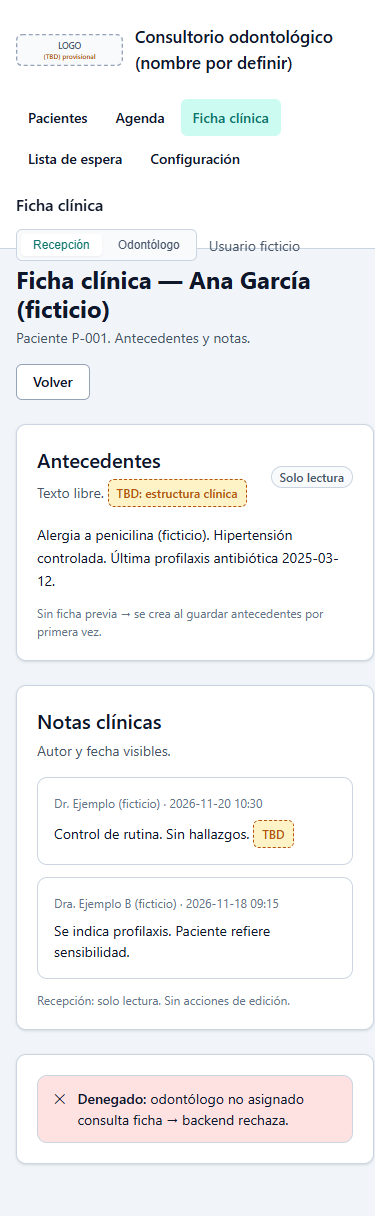 LOGO
(TBD) provisional
Consultorio odontológico
(nombre por definir)
Pacientes
Agenda
Ficha clínica
Lista de espera
Configuración
Ficha clínica
Recepción
Odontólogo
Usuario ficticio
Ficha clínica — Ana García
(ficticio)
Paciente P-001. Antecedentes y notas.
Volver
Antecedentes
Texto libre. TBD: estructura clínica
Solo lectura
Alergia a penicilina (ficticio). Hipertensión
controlada. Última profilaxis antibiótica 2025-03-
12.
Sin ficha previa → se crea al guardar antecedentes por
primera vez.
Notas clínicas
Autor y fecha visibles.
Dr. Ejemplo (ficticio) · 2026-11-20 10:30
Control de rutina. Sin hallazgos. TBD
Dra. Ejemplo B (ficticio) · 2026-11-18 09:15
Se indica profilaxis. Paciente refiere
sensibilidad.
Recepción: solo lectura. Sin acciones de edición.
Denegado: odontólogo no asignado
consulta ficha → backend rechaza.